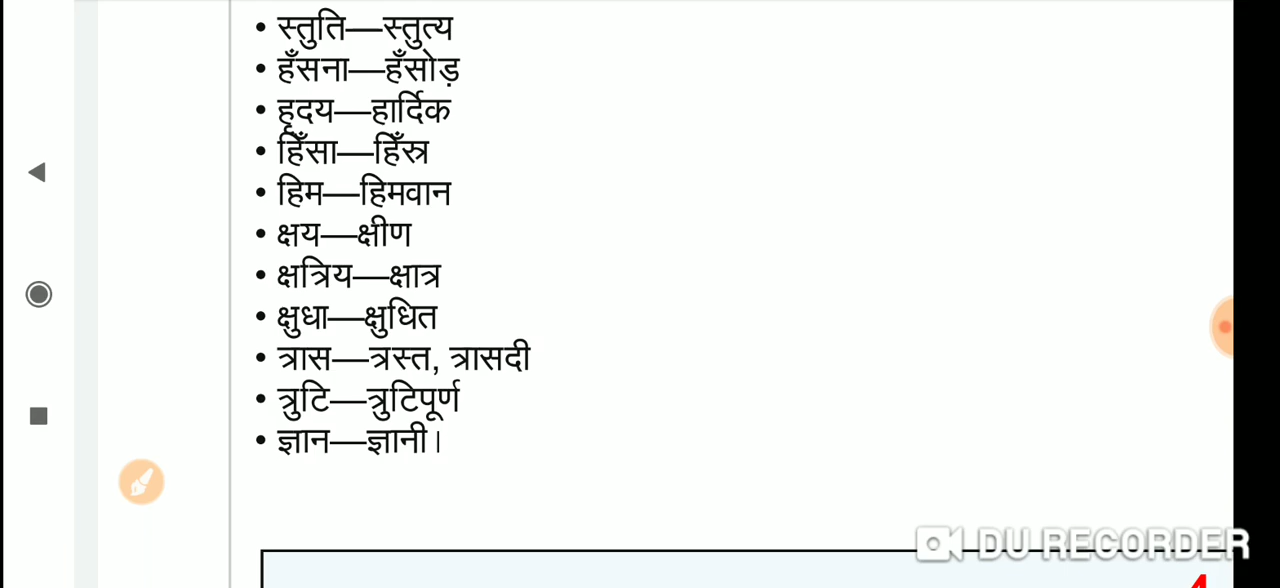 • स्तुति—स्तुत्य
• हँसना—हँसोड़
• हृदय—हार्दिक
• हिँसा—हिँस्र
• हिम—हिमवान
• क्षय—क्षीण
• क्षत्रिय—क्षात्र
• क्षुधा—क्षुधित
• त्रास—त्रस्त, त्रासदी
• त्रुटि—त्रुटिपूर्ण
• ज्ञान—ज्ञानी।
DU RECORDER